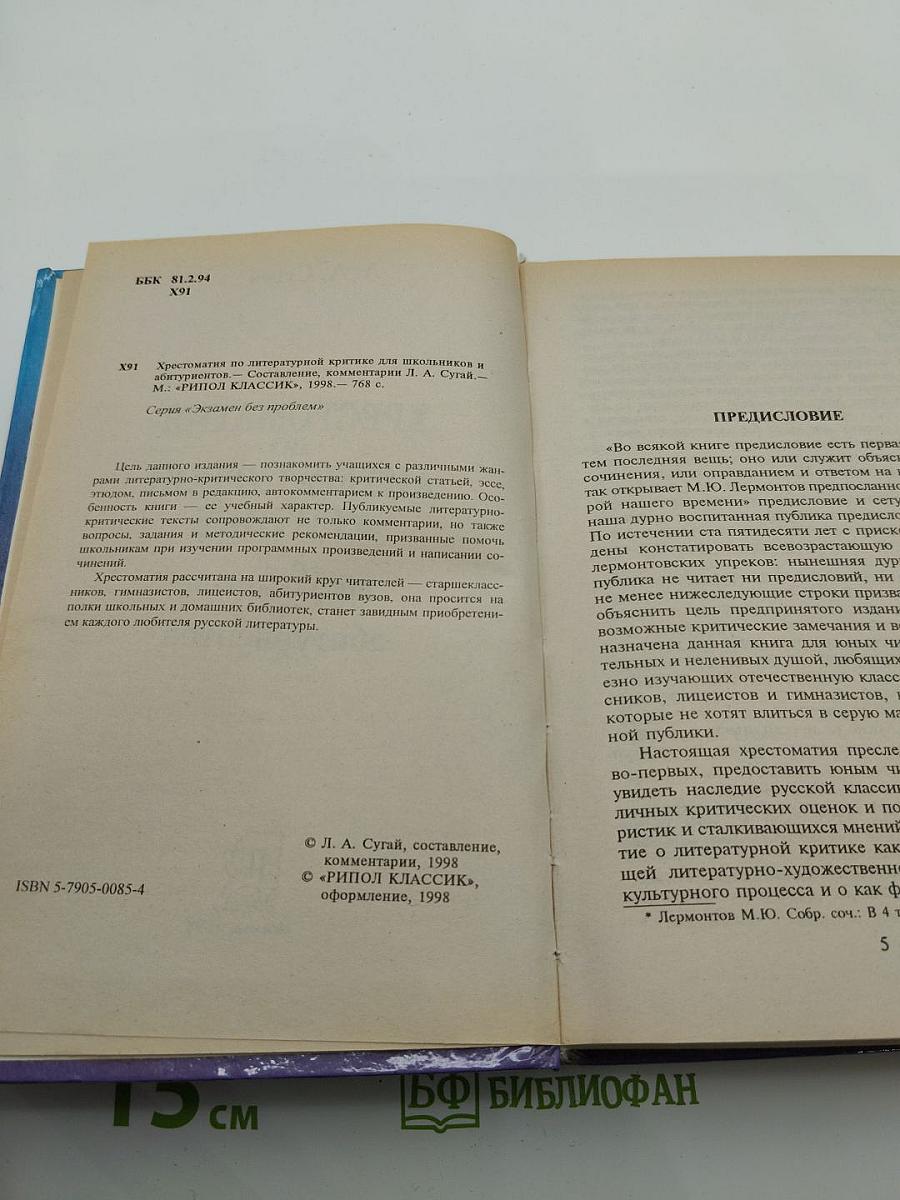 ББК 81.2.94
Х91
Х91 Хрестоматия по литературной критике для школьников и
абитуриентов.— Составление, комментарии Л. А. Сугай.—
М.: «РИПОЛ КЛАССИК», 1998.— 768 с.
Серия «Экзамен без проблем»
Цель данного издания — познакомить учащихся с различными жан-
рами литературно-критического творчества: критической статьей, эссе,
этюдом, письмом в редакцию, автокомментарием к произведению. Осо-
бенность книги — ее учебный характер. Публикуемые литературно-
критические тексты сопровождают не только комментарии, но также
вопросы, задания и методические рекомендации, призванные помочь
школьникам при изучении программных произведений и написании со-
чинений.
Хрестоматия рассчитана на широкий круг читателей — старшекласс-
ников, гимназистов, лицеистов, абитуриентов вузов, она просится на
полки школьных и домашних библиотек, станет завидным приобретени-
ем каждого любителя русской литературы.
© Л. А. Сугай, составление,
комментарии, 1998
© «РИПОЛ КЛАССИК»,
оформление, 1998
ISBN 5-7905-0085-4
ПРЕДИСЛОВИЕ
«Во всякой книге предисловие есть перва
тем последняя вещь; оно или служит объяс
сочинения, или оправданием и ответом на
так открывает М.Ю. Лермонтов предпосланно
рой нашего времени» предисловие и сету
наша дурно воспитанная публика предисло
По истечении ста пятидесяти лет с приско
дены констатировать всевозрастающую
лермонтовских упреков: нынешняя дур
публика не читает ни предисловий, ни
не менее нижеследующие строки призва
объяснить цель предпринятого издани
возможные критические замечания и во
назначена данная книга для юных чи
тельных и неленивых душой, любящих
езно изучающих отечественную класс
сников, лицеистов и гимназистов,
которые не хотят влиться в серую ма
ной публики.
Настоящая хрестоматия пресле
во-первых, предоставить юным чи
увидеть наследие русской класси
личных критических оценок и по
ристик и сталкивающихся мнений
тие о литературной критике как
щей литературно-художественно
культурного процесса и о как ф
* Лермонтов М.Ю. Собр. соч.: В 4 т
5
15 см
БФ БИБЛИОФАН